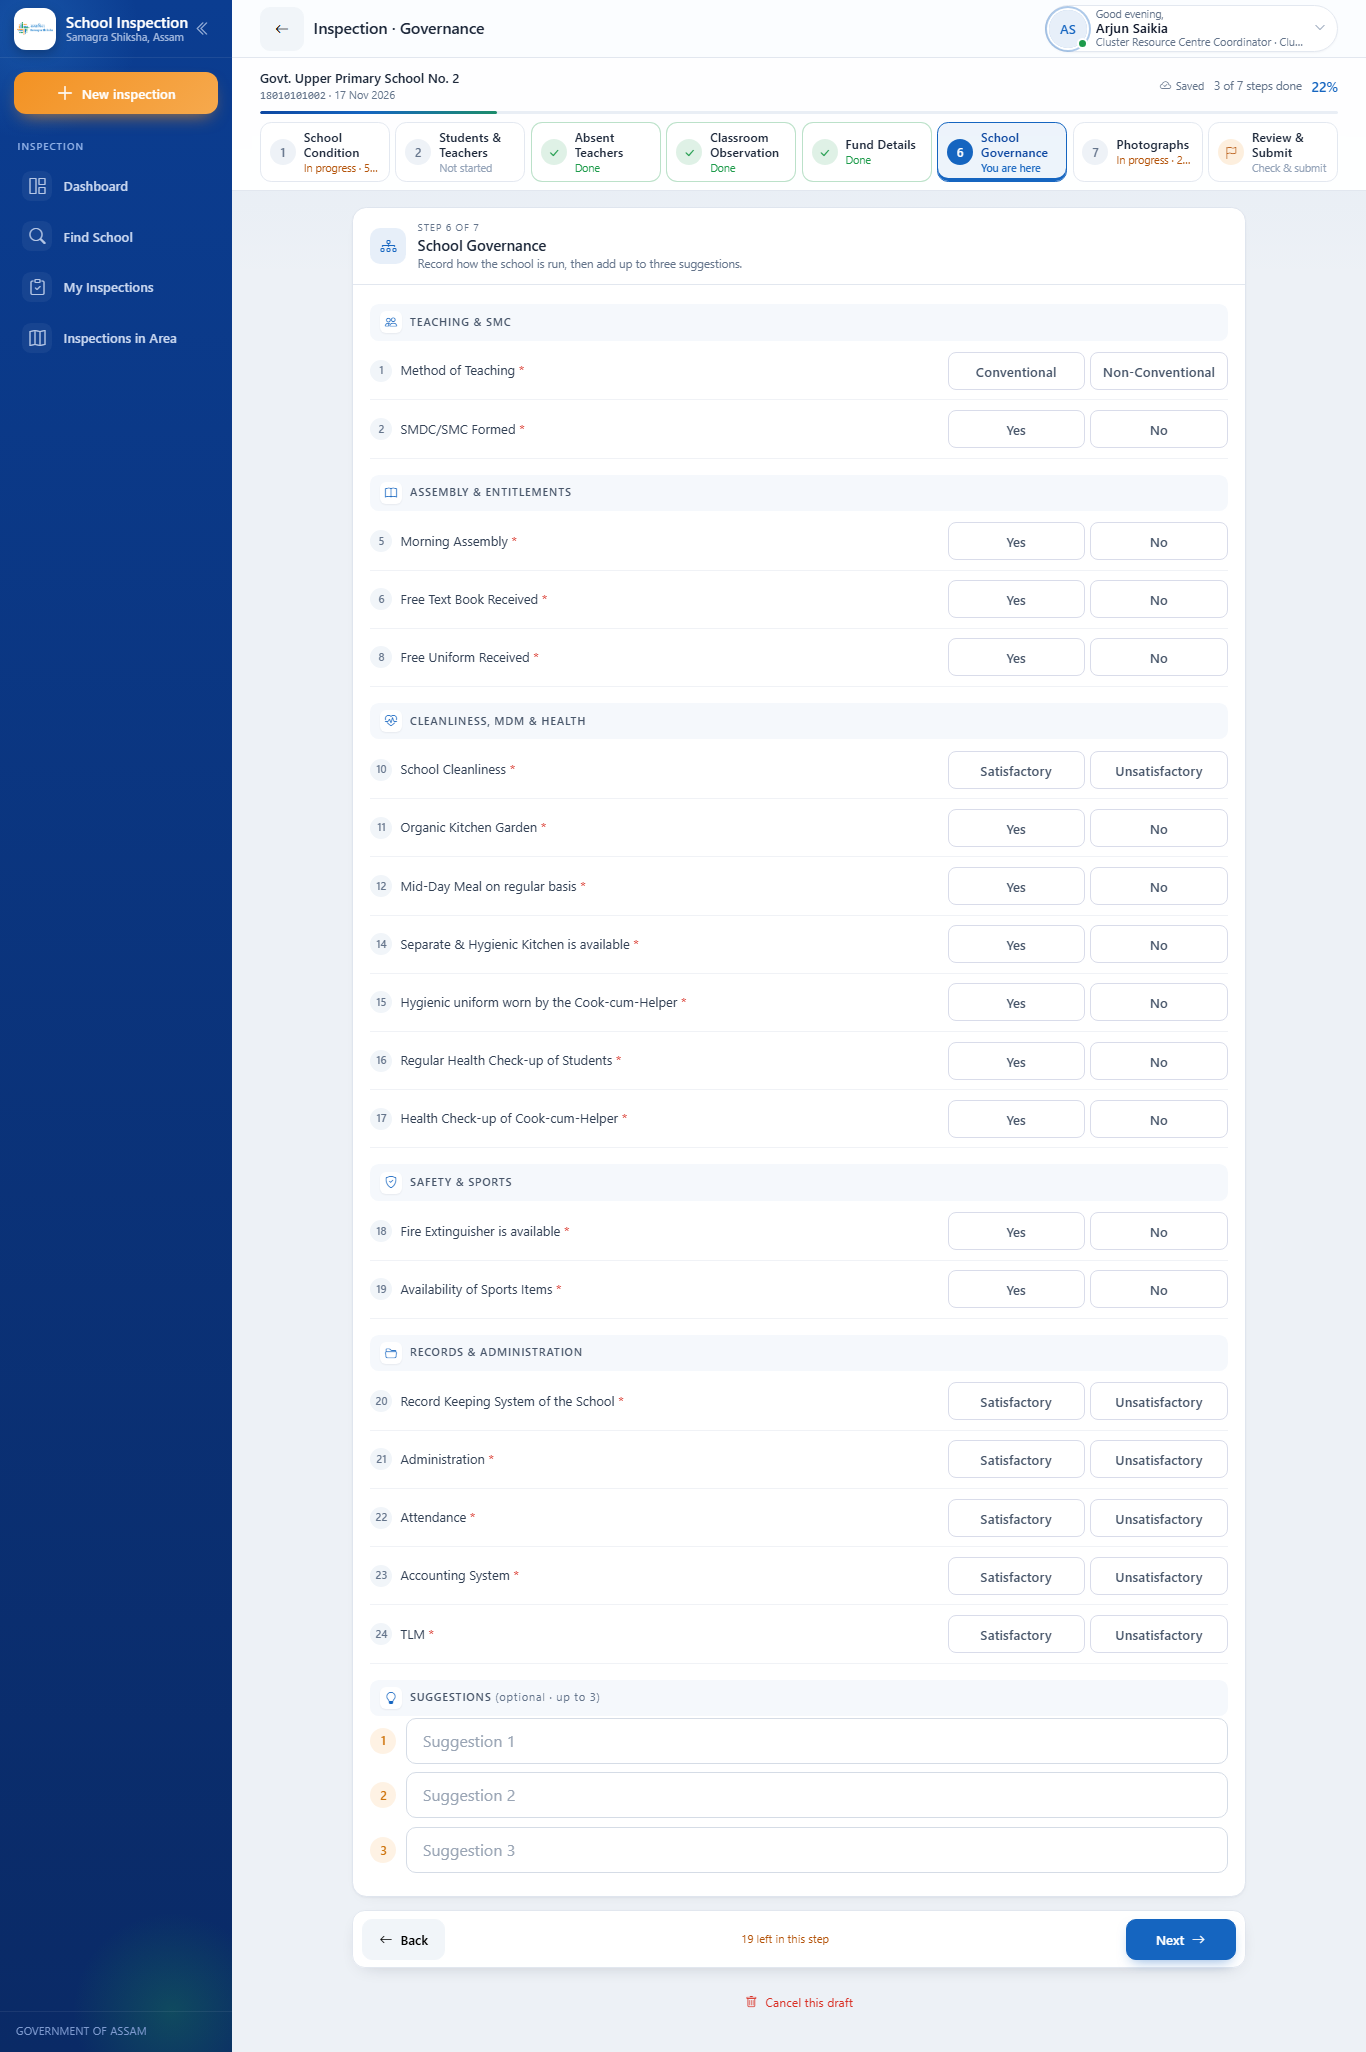 School Inspection
Samagra Shiksha, Assam
New inspection
INSPECTION
Dashboard
Find School
My Inspections
Inspections in Area
GOVERNMENT OF ASSAM
Inspection · Governance
AS
Good evening,
Arjun Saikia
Cluster Resource Centre Coordinator · Clu...
Govt. Upper Primary School No. 2
18010101002 · 17 Nov 2026
Saved 3 of 7 steps done 22%
1 School Condition
In progress · 5...
2 Students & Teachers
Not started
Absent Teachers
Done
Classroom Observation
Done
Fund Details
Done
6 School Governance
You are here
7 Photographs
In progress · 2...
Review & Submit
Check & submit
STEP 6 OF 7
School Governance
Record how the school is run, then add up to three suggestions.
TEACHING & SMC
1 Method of Teaching * Conventional Non-Conventional
2 SMDC/SMC Formed * Yes No
ASSEMBLY & ENTITLEMENTS
5 Morning Assembly * Yes No
6 Free Text Book Received * Yes No
8 Free Uniform Received * Yes No
CLEANLINESS, MDM & HEALTH
10 School Cleanliness * Satisfactory Unsatisfactory
11 Organic Kitchen Garden * Yes No
12 Mid-Day Meal on regular basis * Yes No
14 Separate & Hygienic Kitchen is available * Yes No
15 Hygienic uniform worn by the Cook-cum-Helper * Yes No
16 Regular Health Check-up of Students * Yes No
17 Health Check-up of Cook-cum-Helper * Yes No
SAFETY & SPORTS
18 Fire Extinguisher is available * Yes No
19 Availability of Sports Items * Yes No
RECORDS & ADMINISTRATION
20 Record Keeping System of the School * Satisfactory Unsatisfactory
21 Administration * Satisfactory Unsatisfactory
22 Attendance * Satisfactory Unsatisfactory
23 Accounting System * Satisfactory Unsatisfactory
24 TLM * Satisfactory Unsatisfactory
SUGGESTIONS (optional · up to 3)
1 Suggestion 1
2 Suggestion 2
3 Suggestion 3
Back
19 left in this step
Next
Cancel this draft